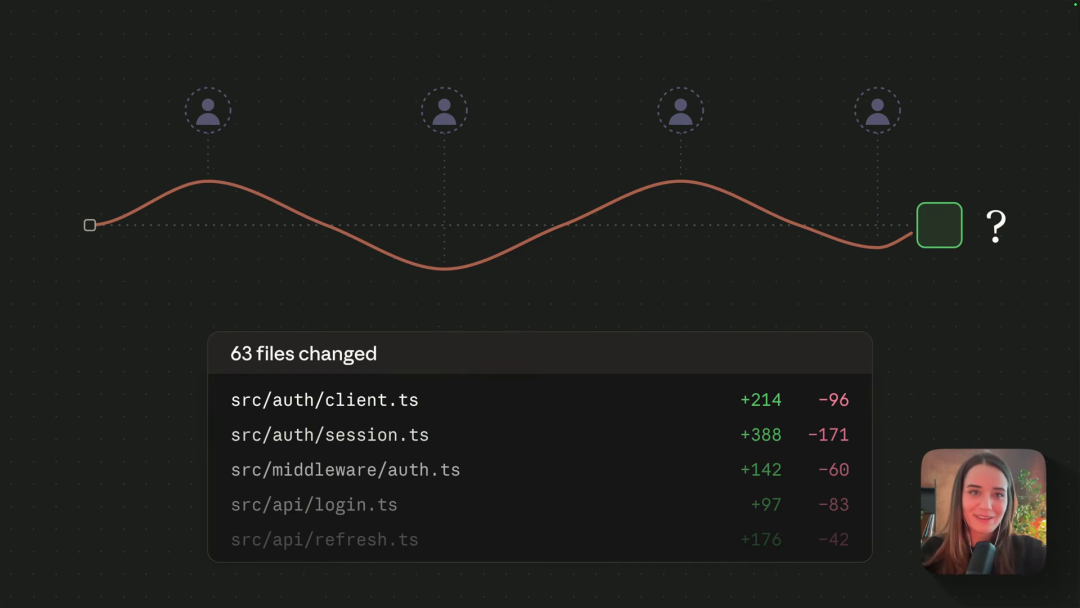 ?
63 files changed
src/auth/client.ts +214 −96
src/auth/session.ts +388 −171
src/middleware/auth.ts +142 −60
src/api/login.ts +97 −83
src/api/refresh.ts +176 −42